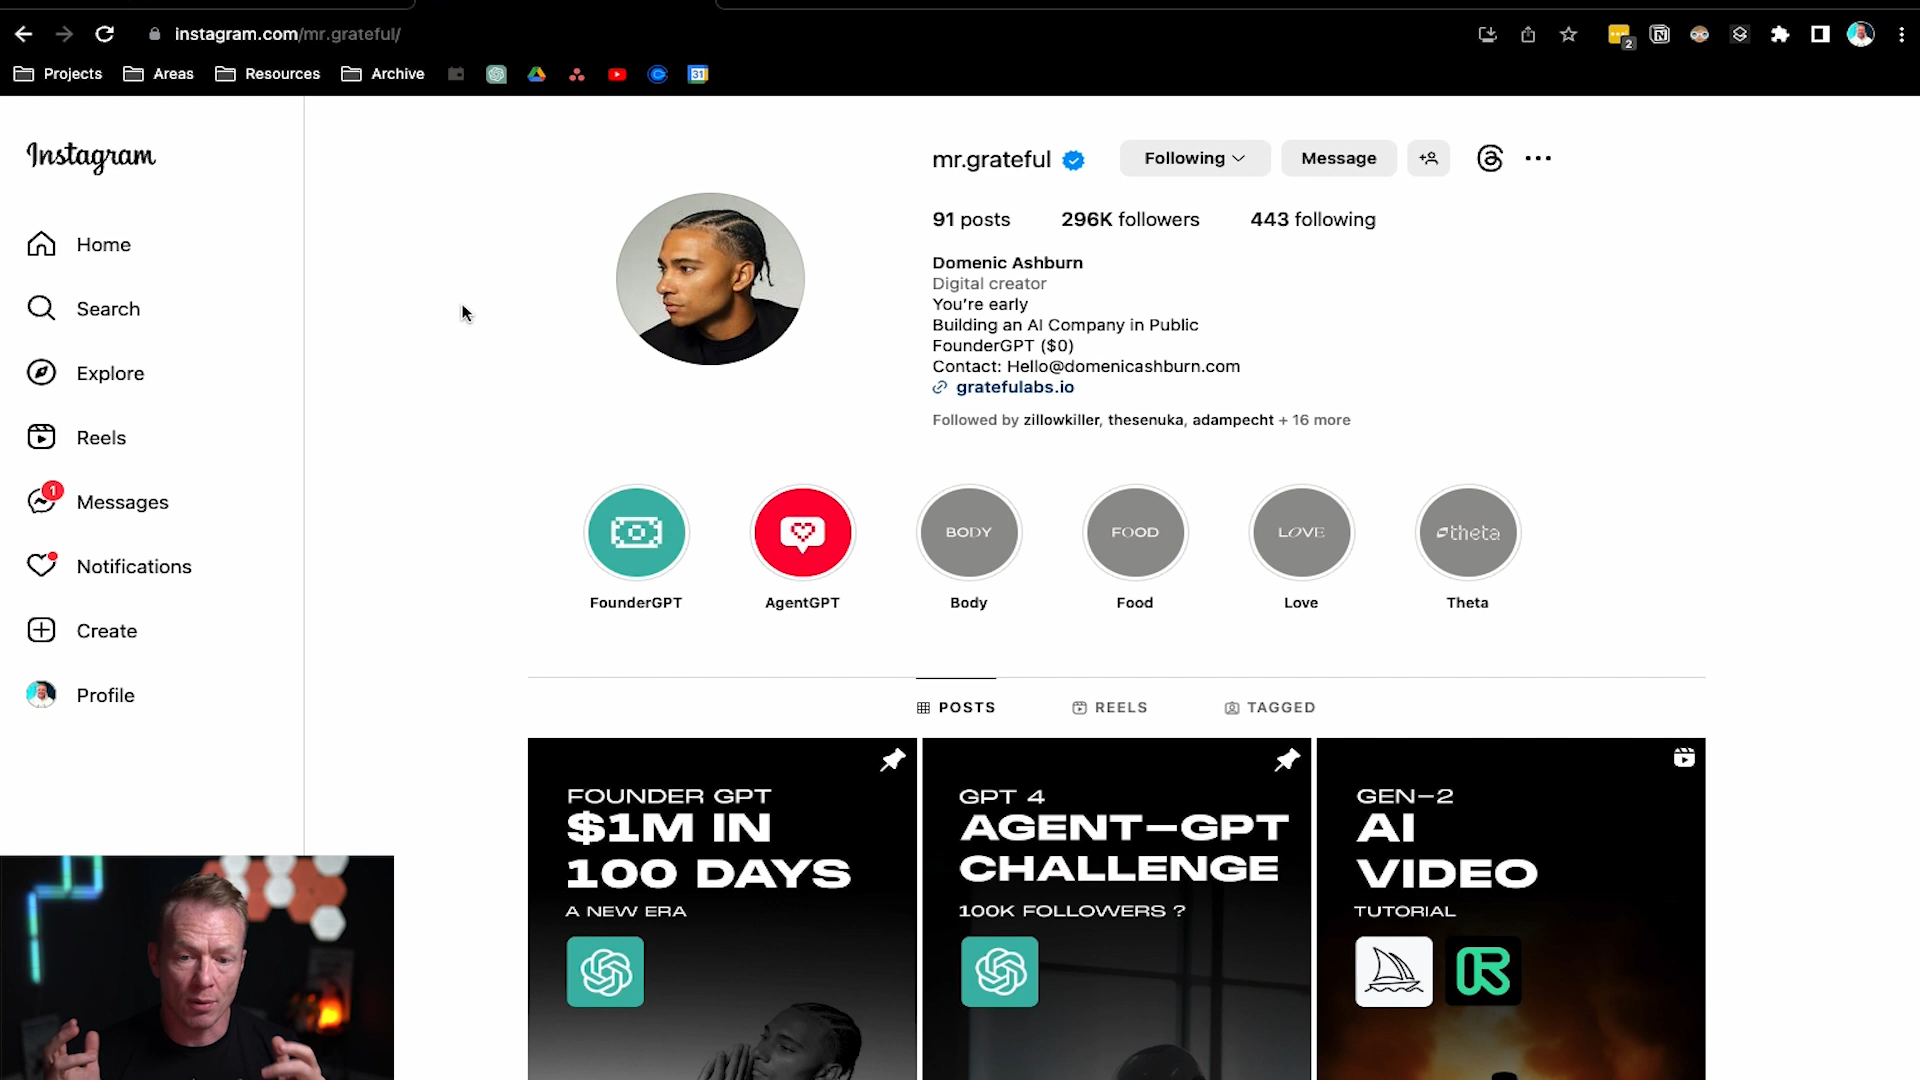 instagram.com/mr.grateful/
2
Projects
Areas
Resources
Archive
31
Instagram
Home
Search
Explore
Reels
1
Messages
Notifications
Create
Profile
mr.grateful
Following
Message
91 posts
296K followers
443 following
Domenic Ashburn
Digital creator
You're early
Building an AI Company in Public
FounderGPT ($0)
Contact: Hello@domenicashburn.com
gratefulabs.io
Followed by zillowkiller, thesenuka, adampecht + 16 more
BODY
FOOD
LOVE
theta
FounderGPT
AgentGPT
Body
Food
Love
Theta
POSTS
REELS
TAGGED
FOUNDER GPT
$1M IN
100 DAYS
A NEW ERA
GPT 4
AGENT–GPT
CHALLENGE
100K FOLLOWERS ?
GEN–2
AI
VIDEO
TUTORIAL